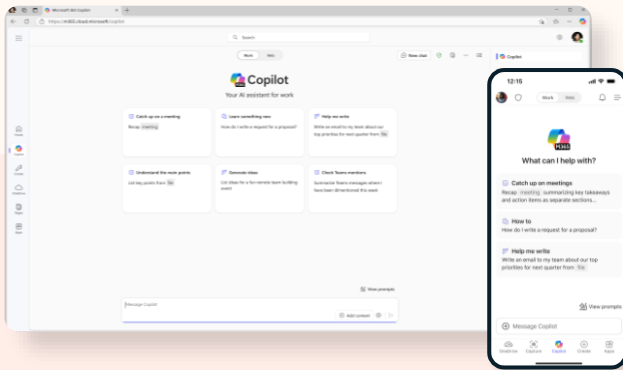 Microsoft 365 Copilot
https://m365.cloud.microsoft/copilot
Search
Work Web
New chat
Copilot
Copilot
Your AI assistant for work
Catch up on a meeting
Recap meeting
Learn something new
How do I write a request for a proposal?
Help me write
Write an email to my team about our
top priorities for next quarter from file
Understand the main points
List key points from file
Generate ideas
List ideas for a fun remote team building
event
Check Teams messages
Summarize Teams messages where I
have been @mentioned this week
View prompts
Message Copilot
Add content
Home
Copilot
Create
OneDrive
Pages
Apps
12:15
Work Web
M365
What can I help with?
Catch up on meetings
Recap meeting summarizing key takeaways
and action items as separate sections...
How to
How do I write a request for a proposal?
Help me write
Write an email to my team about our top
priorities for next quarter from file
View prompts
Message Copilot
OneDrive Capture Copilot Create Apps